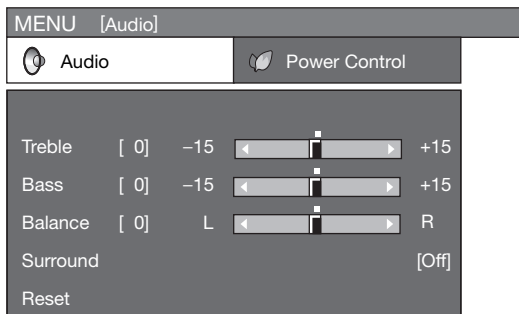 MENU [Audio]
Audio Power Control
Treble [ 0] −15 +15
Bass [ 0] −15 +15
Balance [ 0] L R
Surround [Off]
Reset